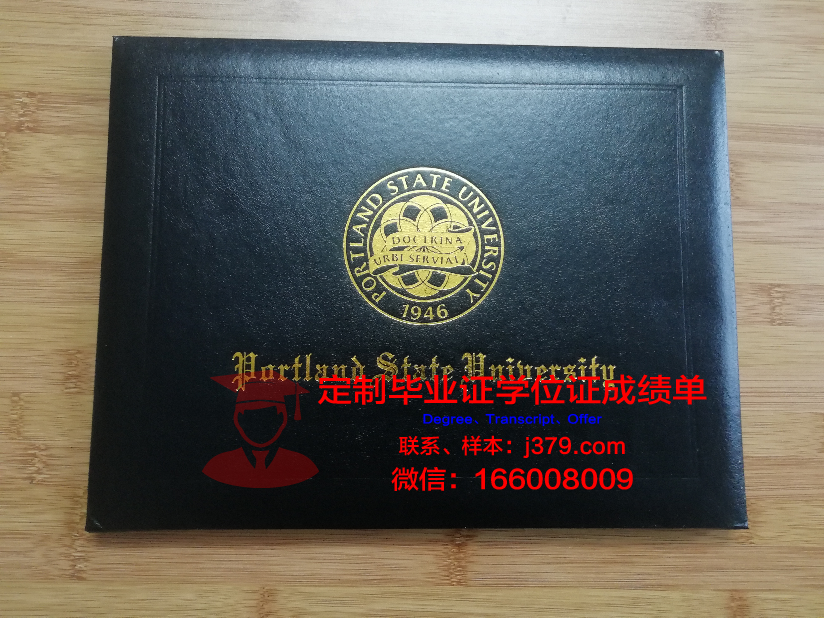 PORTLAND STATE UNIVERSITY
DOCTRINA
URBI SERVIAT
1946
Portland State University
定制毕业证学位证成绩单
Degree、Transcript、Offer
联系、样本：j379.com
微信：166008009